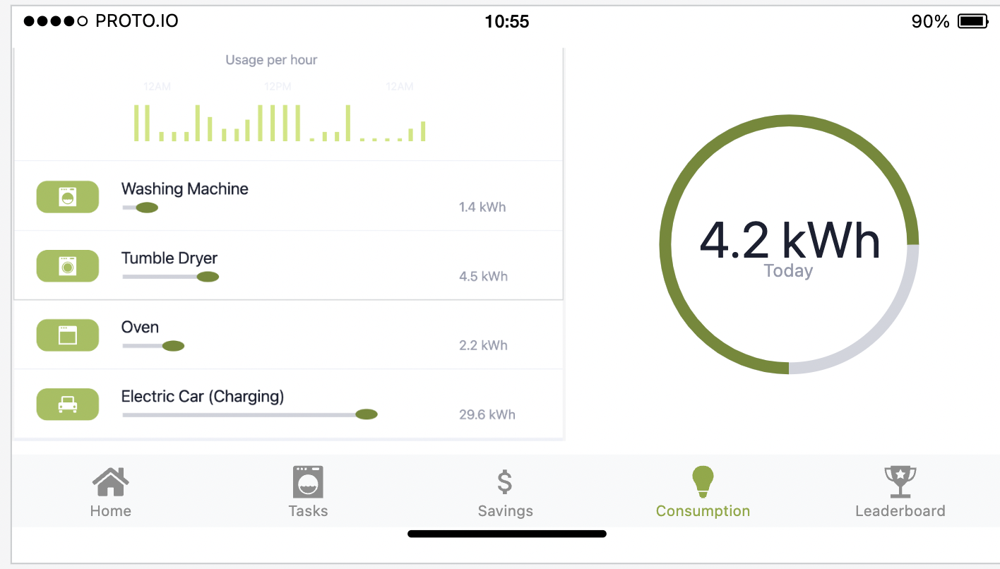 PROTO.IO
10:55
90%
Usage per hour
12AM 12PM 12AM
Washing Machine
1.4 kWh
Tumble Dryer
4.5 kWh
Oven
2.2 kWh
Electric Car (Charging)
29.6 kWh
4.2 kWh
Today
Home
Tasks
$
Savings
Consumption
Leaderboard